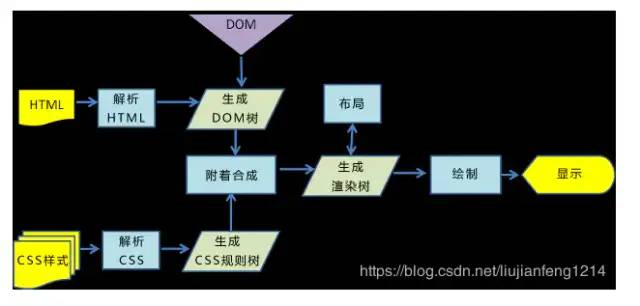 DOM
HTML
解析
HTML
生成
DOM树
布局
附着合成
生成
渲染树
绘制
显示
CSS样式
解析
CSS
生成
CSS规则树
https://blog.csdn.net/liujianfeng1214